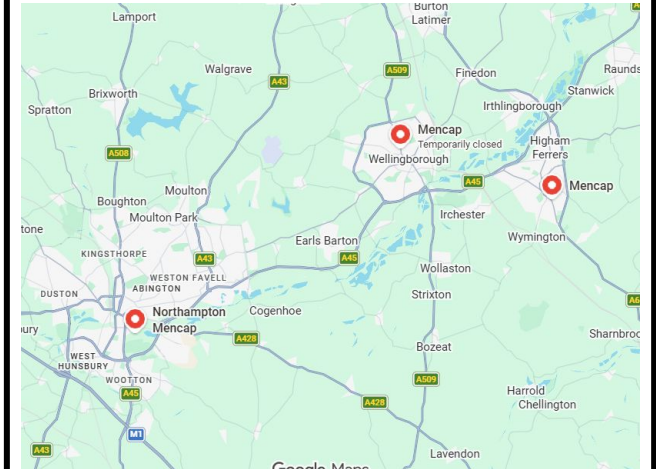 Burton
Latimer
Lamport
Walgrave
A43
A509
Finedon
Raunds
Stanwick
Brixworth
Irthlingborough
Spratton
Mencap
Temporarily closed
Higham
Ferrers
A508
Wellingborough
A45
Mencap
Moulton
Boughton
Moulton Park
Irchester
Earls Barton
Wymington
KINGSTHORPE
A43
A45
WESTON FAVELL
Wollaston
ABINGTON
DUSTON
Strixton
Northampton
Mencap
Cogenhoe
A428
Sharnbroo
Bozeat
WEST
HUNSBURY
WOOTTON
A45
A509
Harrold
Chellington
A428
M1
A43
Lavendon
Google Maps